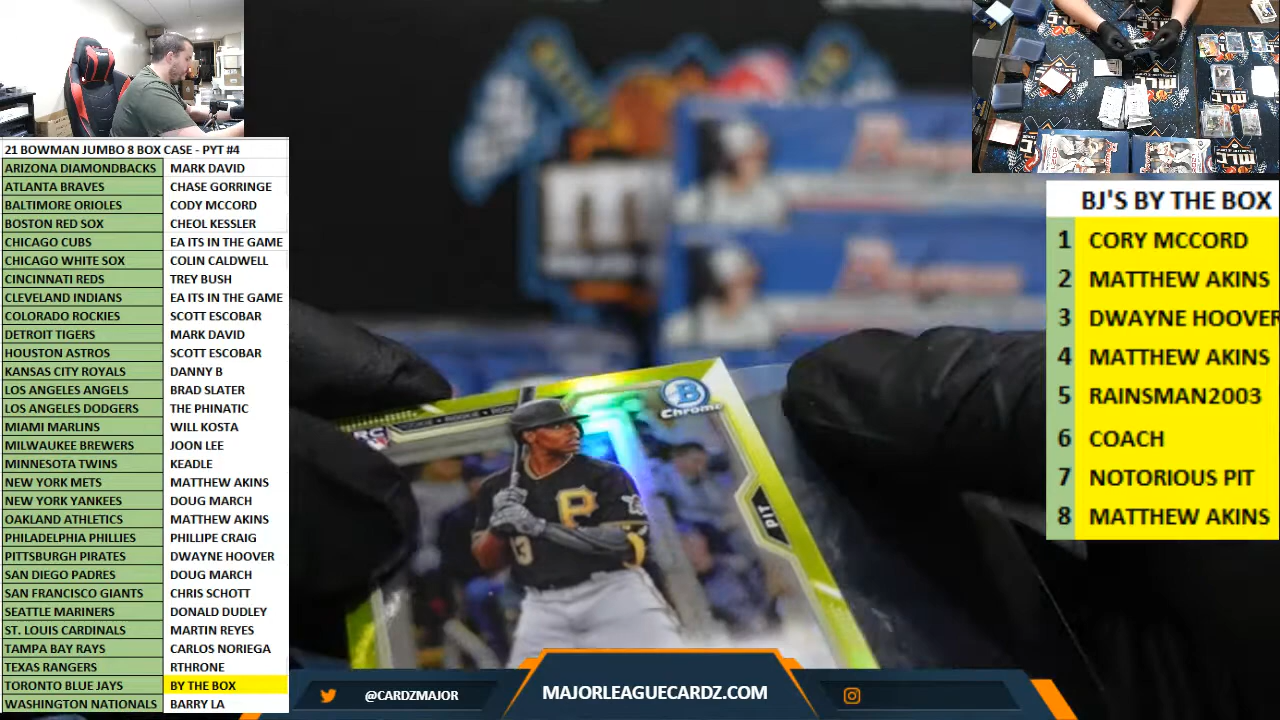 21 BOWMAN JUMBO 8 BOX CASE - PYT #4
ARIZONA DIAMONDBACKS MARK DAVID
ATLANTA BRAVES CHASE GORRINGE
BALTIMORE ORIOLES CODY MCCORD
BOSTON RED SOX CHEOL KESSLER
CHICAGO CUBS EA ITS IN THE GAME
CHICAGO WHITE SOX COLIN CALDWELL
CINCINNATI REDS TREY BUSH
CLEVELAND INDIANS EA ITS IN THE GAME
COLORADO ROCKIES SCOTT ESCOBAR
DETROIT TIGERS MARK DAVID
HOUSTON ASTROS SCOTT ESCOBAR
KANSAS CITY ROYALS DANNY B
LOS ANGELES ANGELS BRAD SLATER
LOS ANGELES DODGERS THE PHINATIC
MIAMI MARLINS WILL KOSTA
MILWAUKEE BREWERS JOON LEE
MINNESOTA TWINS KEADLE
NEW YORK METS MATTHEW AKINS
NEW YORK YANKEES DOUG MARCH
OAKLAND ATHLETICS MATTHEW AKINS
PHILADELPHIA PHILLIES PHILLIPE CRAIG
PITTSBURGH PIRATES DWAYNE HOOVER
SAN DIEGO PADRES DOUG MARCH
SAN FRANCISCO GIANTS CHRIS SCHOTT
SEATTLE MARINERS DONALD DUDLEY
ST. LOUIS CARDINALS MARTIN REYES
TAMPA BAY RAYS CARLOS NORIEGA
TEXAS RANGERS RTHRONE
TORONTO BLUE JAYS BY THE BOX
WASHINGTON NATIONALS BARRY LA
B
Chrome
P
13
PIT
BJ'S BY THE BOX
1 CORY MCCORD
2 MATTHEW AKINS
3 DWAYNE HOOVER
4 MATTHEW AKINS
5 RAINSMAN2003
6 COACH
7 NOTORIOUS PIT
8 MATTHEW AKINS
@CARDZMAJOR
MAJORLEAGUECARDZ.COM